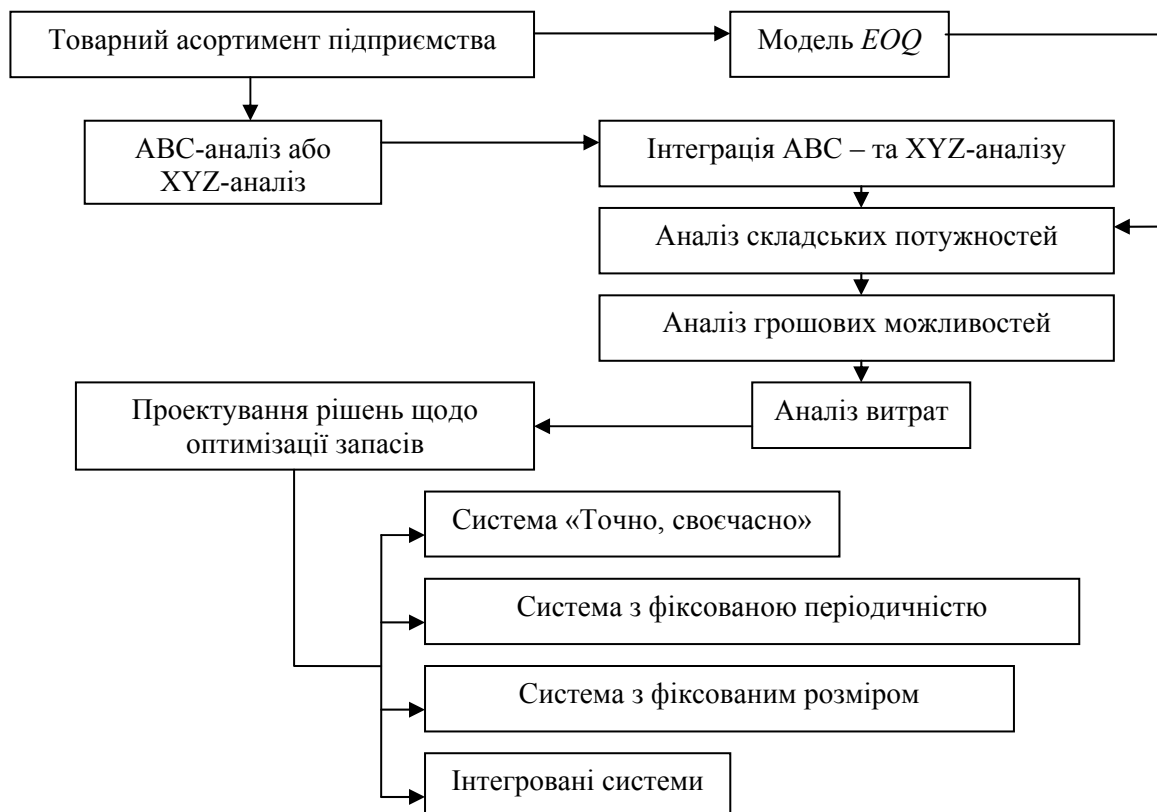 Товарний асортимент підприємства
Модель EOQ
АВС-аналіз або
XYZ-аналіз
Інтеграція АВС – та XYZ-аналізу
Аналіз складських потужностей
Аналіз грошових можливостей
Аналіз витрат
Проектування рішень щодо
оптимізації запасів
Система «Точно, своєчасно»
Система з фіксованою періодичністю
Система з фіксованим розміром
Інтегровані системи